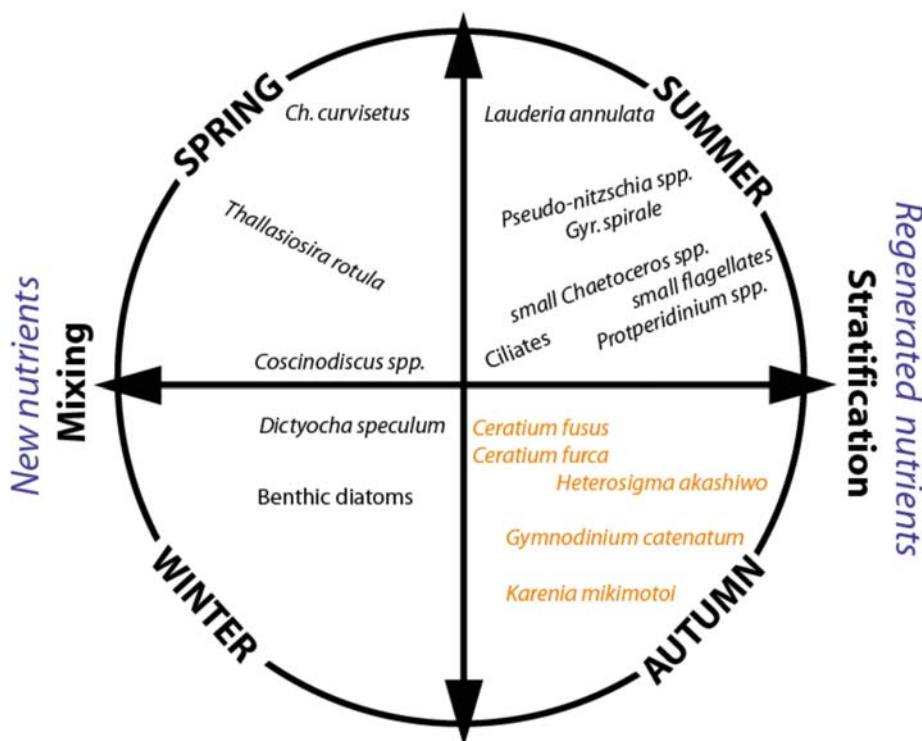 SPRING
SUMMER
Ch. curvisetus
Lauderia annulata
Thallasiosira rotula
Pseudo-nitzschia spp.
Gyr. spirale
small Chaetoceros spp.
small flagellates
Protperidinium spp.
Coscinodiscus spp.
Ciliates
New nutrients
Mixing
Stratification
Regenerated nutrients
Dictyocha speculum
Ceratium fusus
Ceratium furca
Heterosigma akashiwo
Benthic diatoms
Gymnodinium catenatum
Karenia mikimotoi
WINTER
AUTUMN